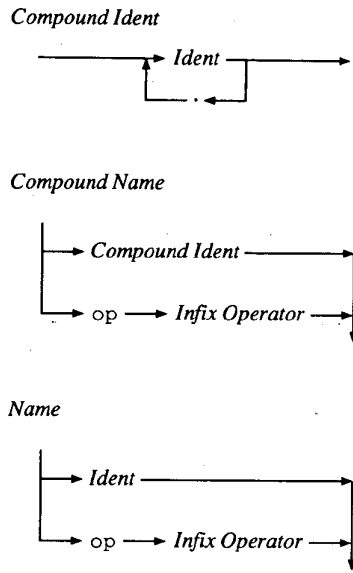 Compound Ident
Ident
.
Compound Name
Compound Ident
op Infix Operator
Name
Ident
op Infix Operator